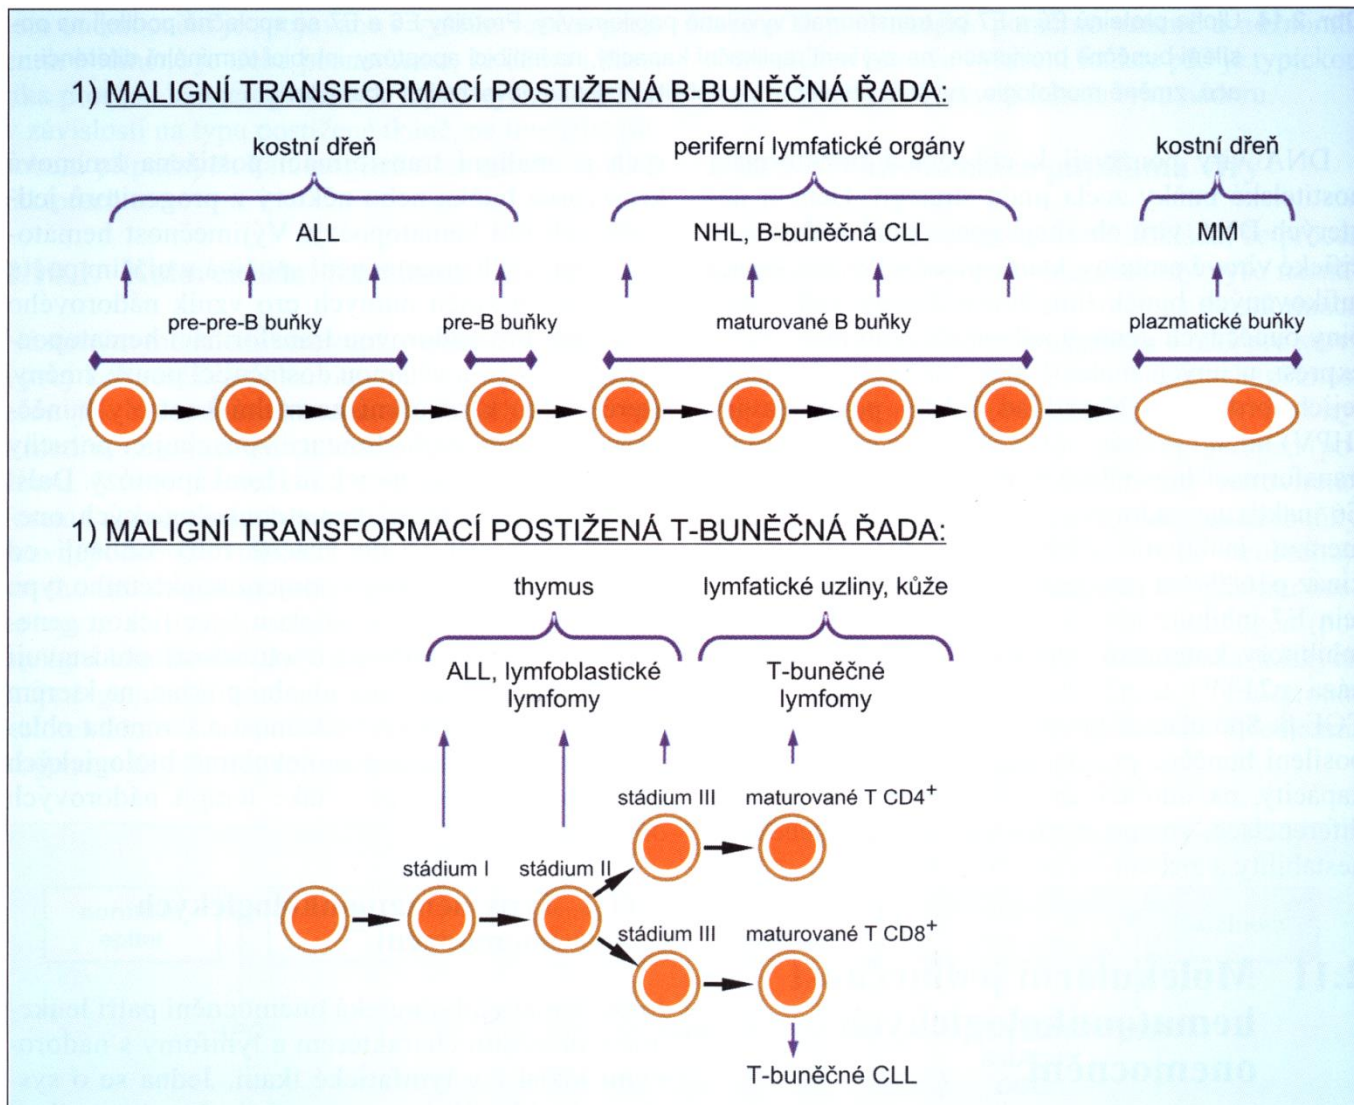 1) MALIGNÍ TRANSFORMACÍ POSTIŽENÁ B-BUNĚČNÁ ŘADA:
kostní dřeň
periferní lymfatické orgány
kostní dřeň
ALL
NHL, B-buněčná CLL
MM
pre-pre-B buňky
pre-B buňky
maturované B buňky
plazmatické buňky
1) MALIGNÍ TRANSFORMACÍ POSTIŽENÁ T-BUNĚČNÁ ŘADA:
thymus
lymfatické uzliny, kůže
ALL, lymfoblastické
lymfomy
T-buněčné
lymfomy
stádium III
maturované T CD4+
stádium I
stádium II
stádium III
maturované T CD8+
T-buněčné CLL